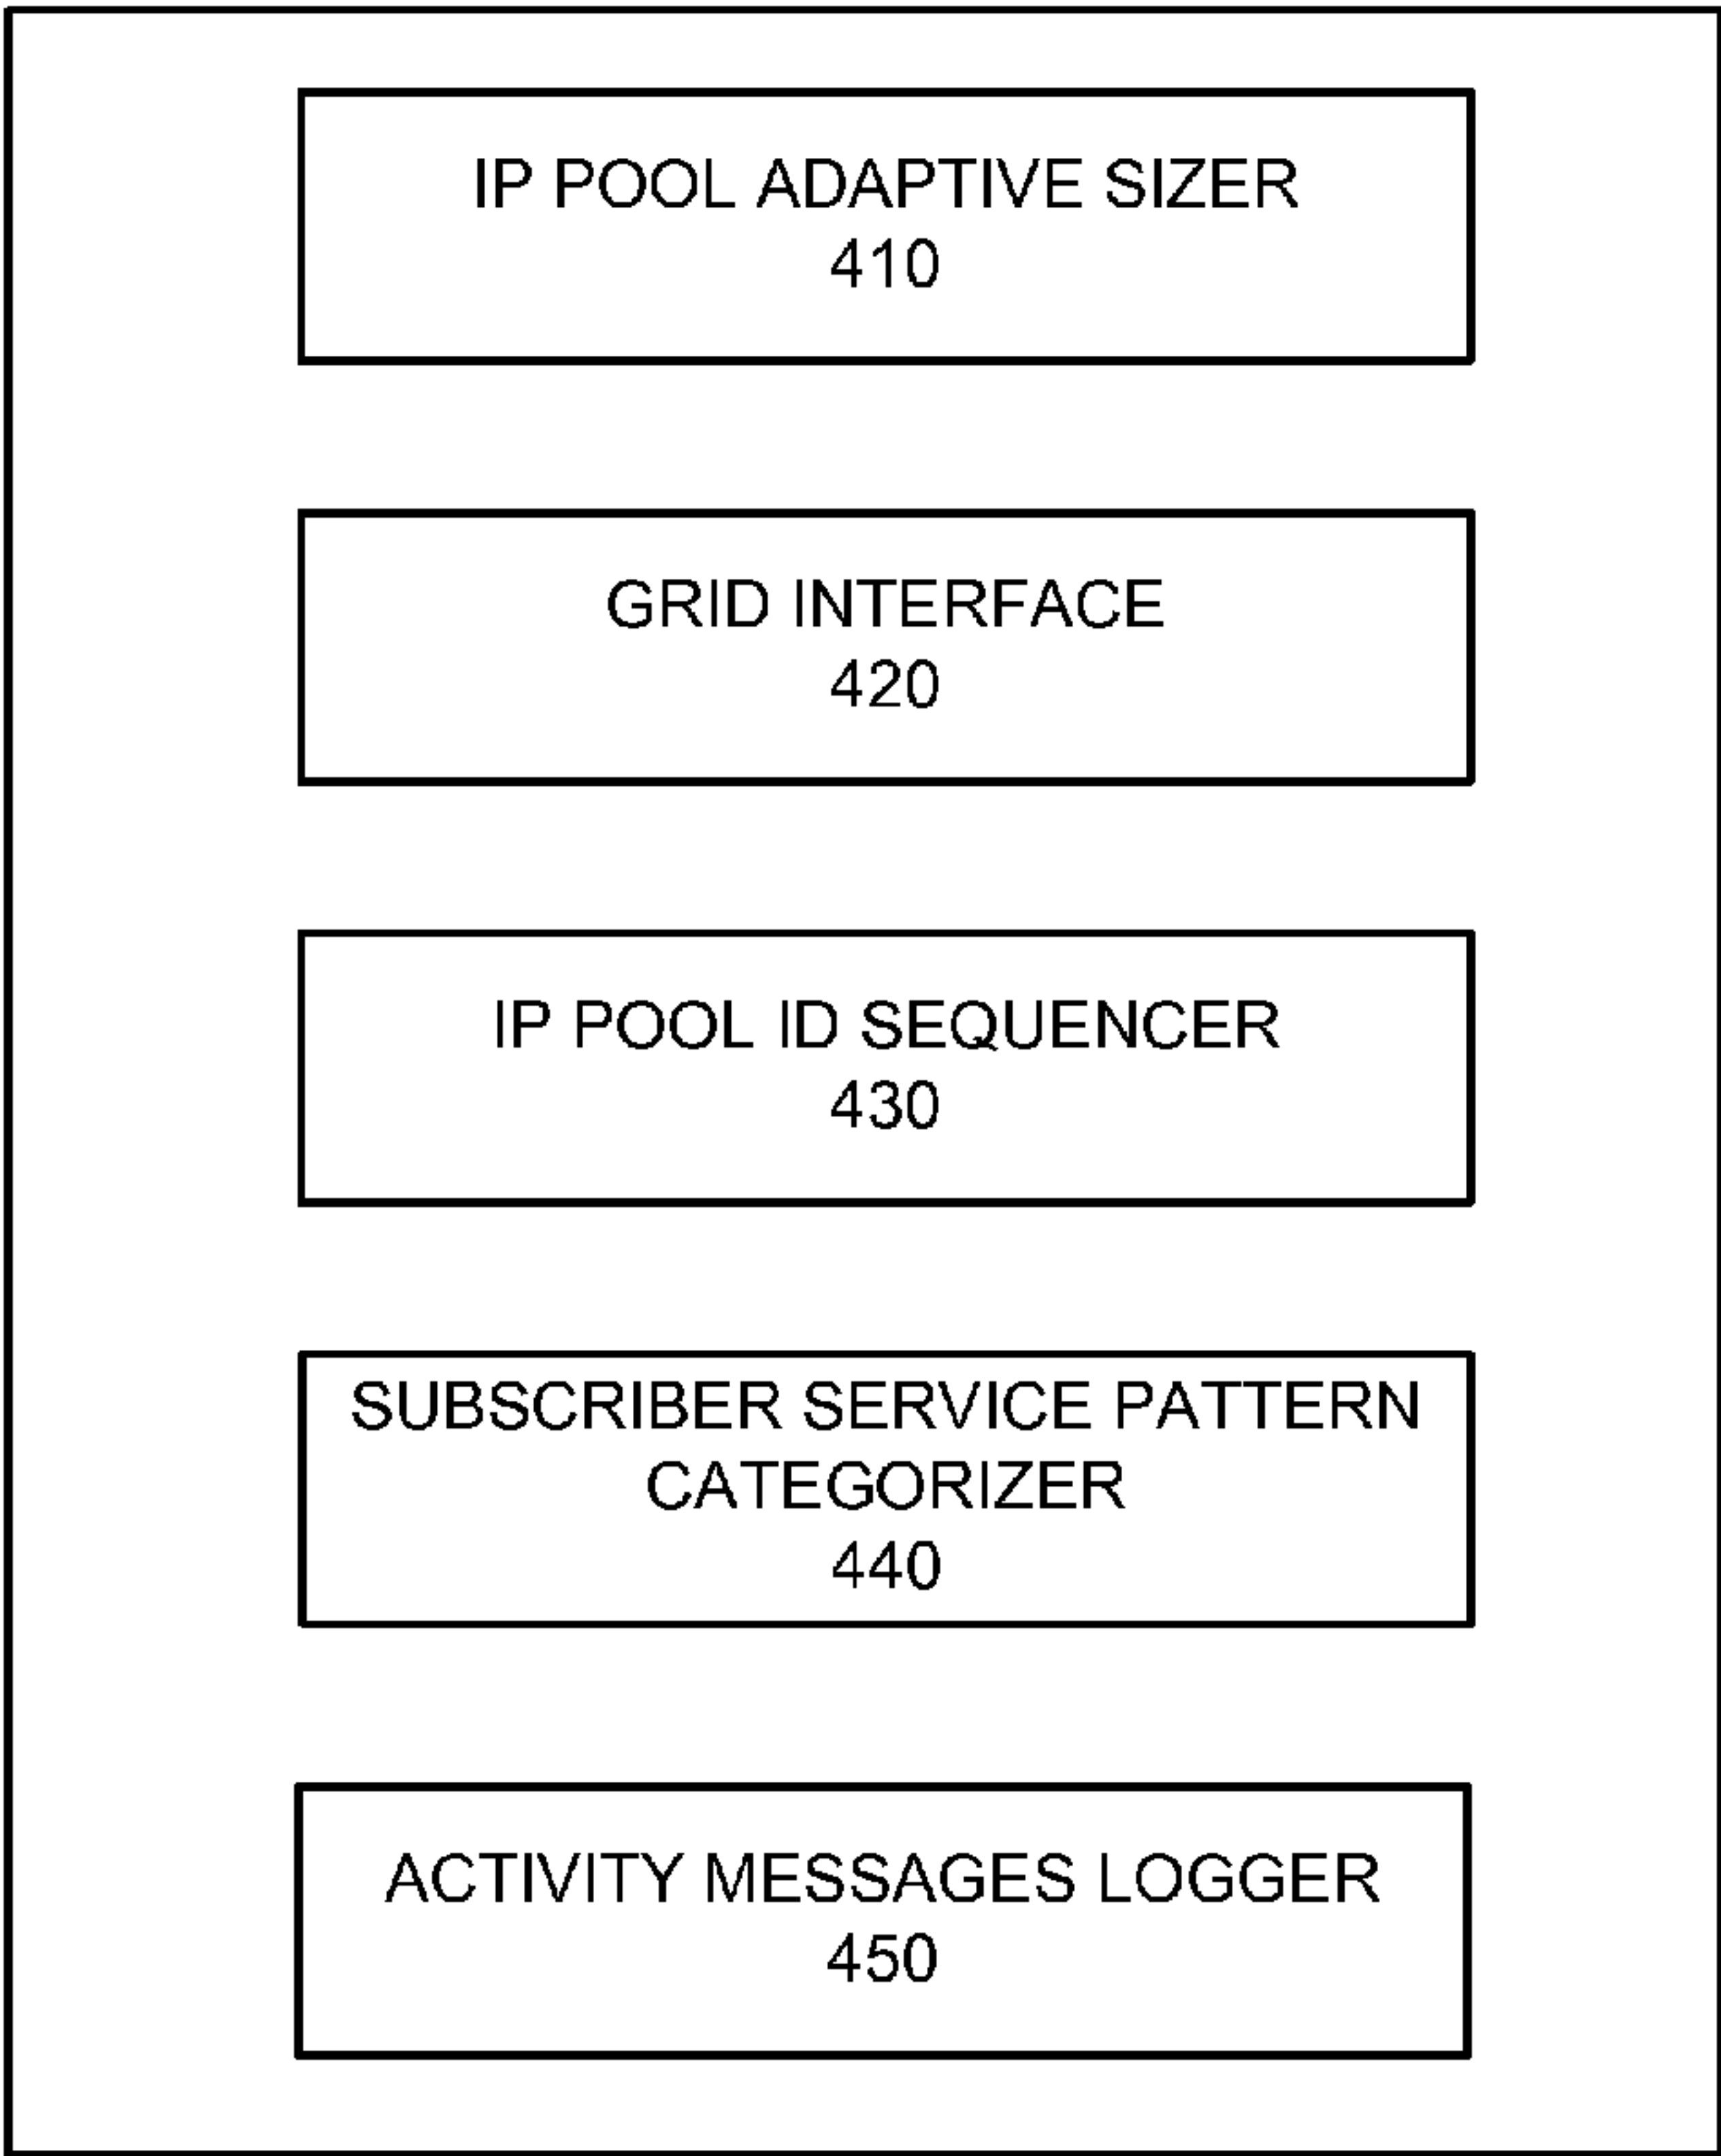 IP POOL ADAPTIVE SIZER
410
GRID INTERFACE
420
IP POOL ID SEQUENCER
430
SUBSCRIBER SERVICE PATTERN
CATEGORIZER
440
ACTIVITY MESSAGES LOGGER
450